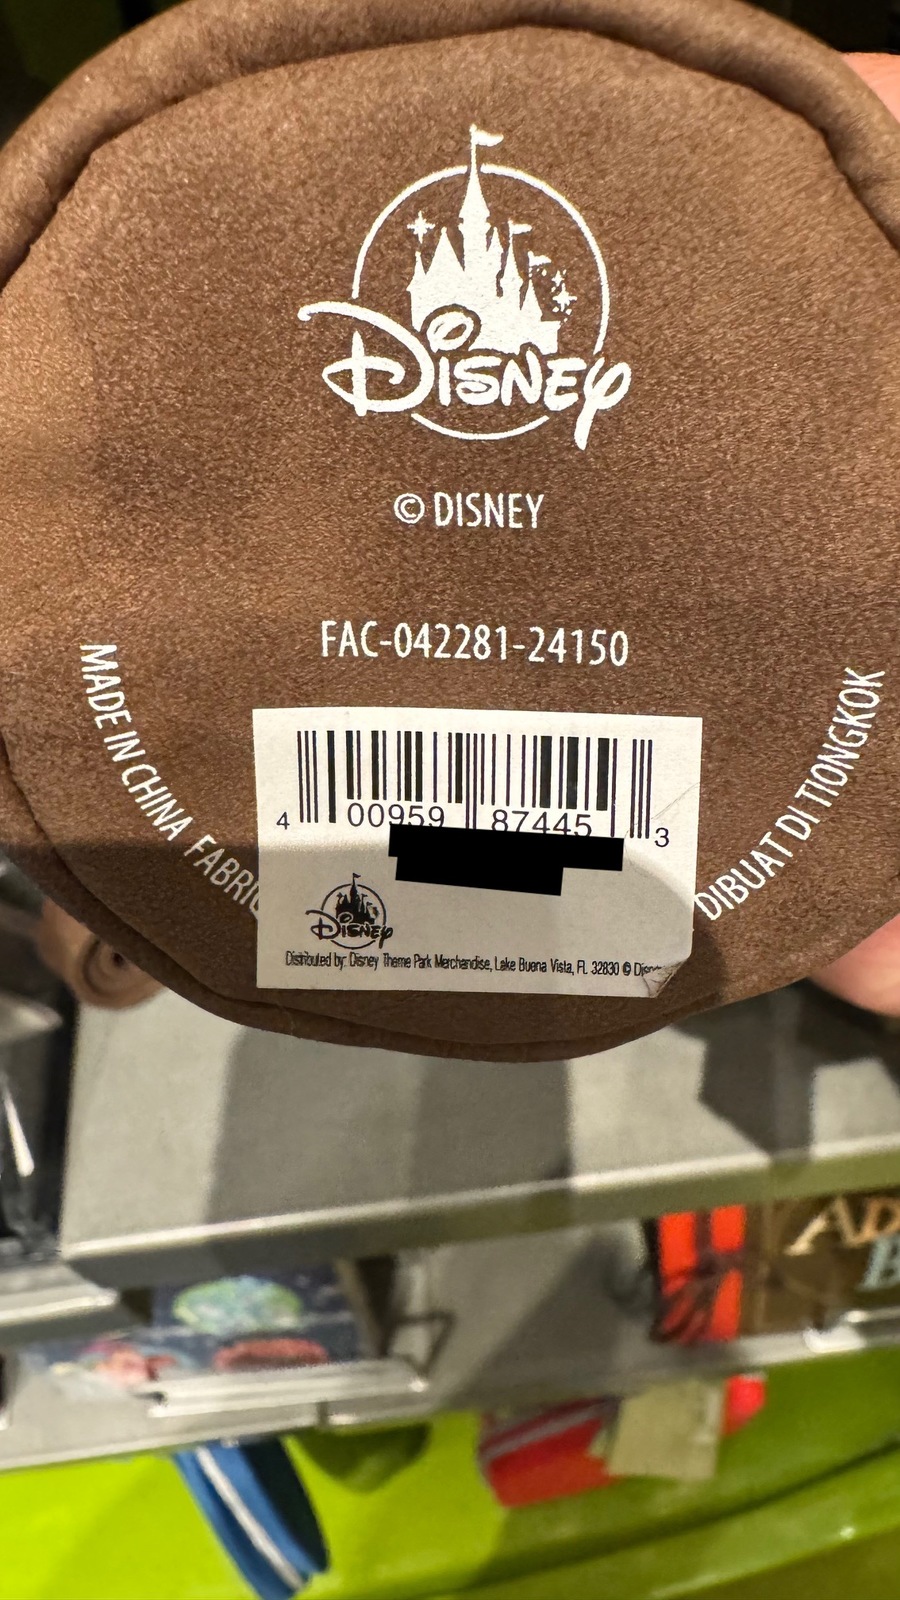 Disney
© DISNEY
FAC-042281-24150
MADE IN CHINA
DIBUAT DI TIONGKOK
4 00959 87445 3
Disney
Distributed by: Disney Theme Park Merchandise, Lake Buena Vista, FL 32830 ©